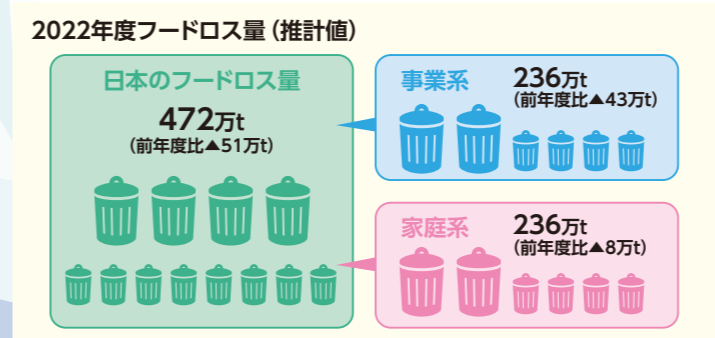 2022年度フードロス量(推計値)
日本のフードロス量
472万t
(前年度比▲51万t)
事業系
236万t
(前年度比▲43万t)
家庭系
236万t
(前年度比▲8万t)